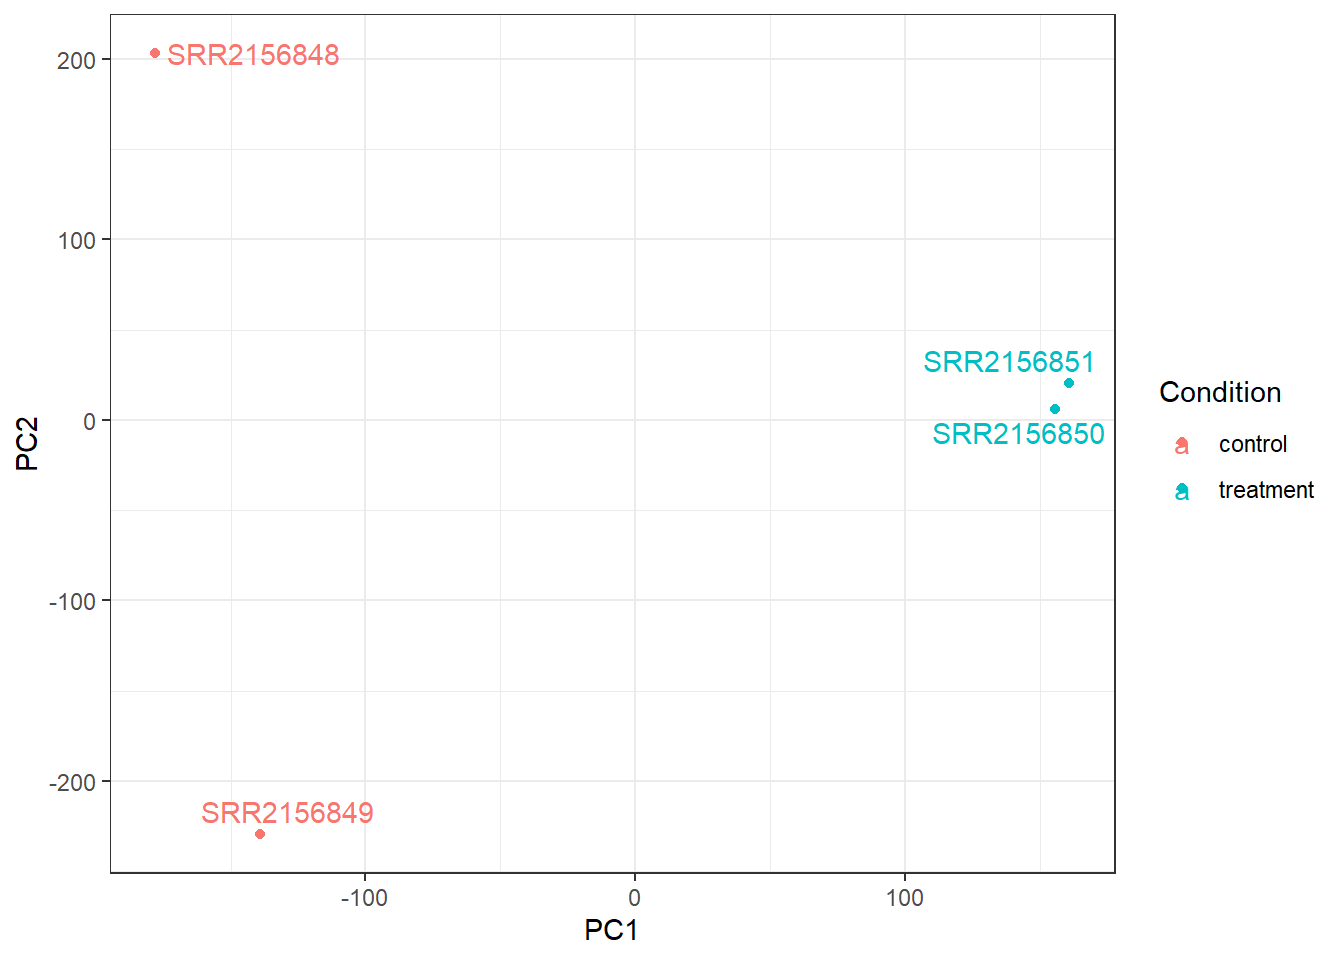 SRR2156848
SRR2156851
SRR2156850
SRR2156849
200
100
0
-100
-200
-100
0
100
PC1
PC2
Condition
a control
a treatment